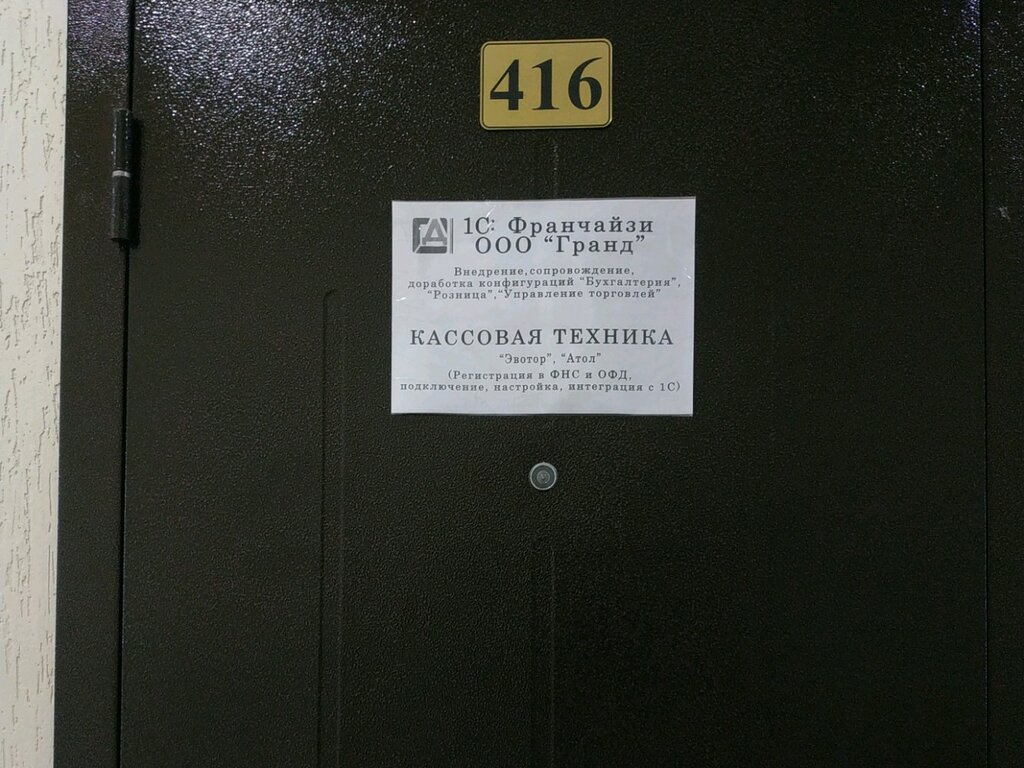 416
ГД
1С: Франчайзи
ООО “Гранд”
Внедрение,сопровождение,
доработка конфигураций “Бухгалтерия”,
“Розница”,“Управление торговлей”
КАССОВАЯ ТЕХНИКА
“Эвотор”, “Атол”
(Регистрация в ФНС и ОФД,
подключение, настройка, интеграция с 1С)